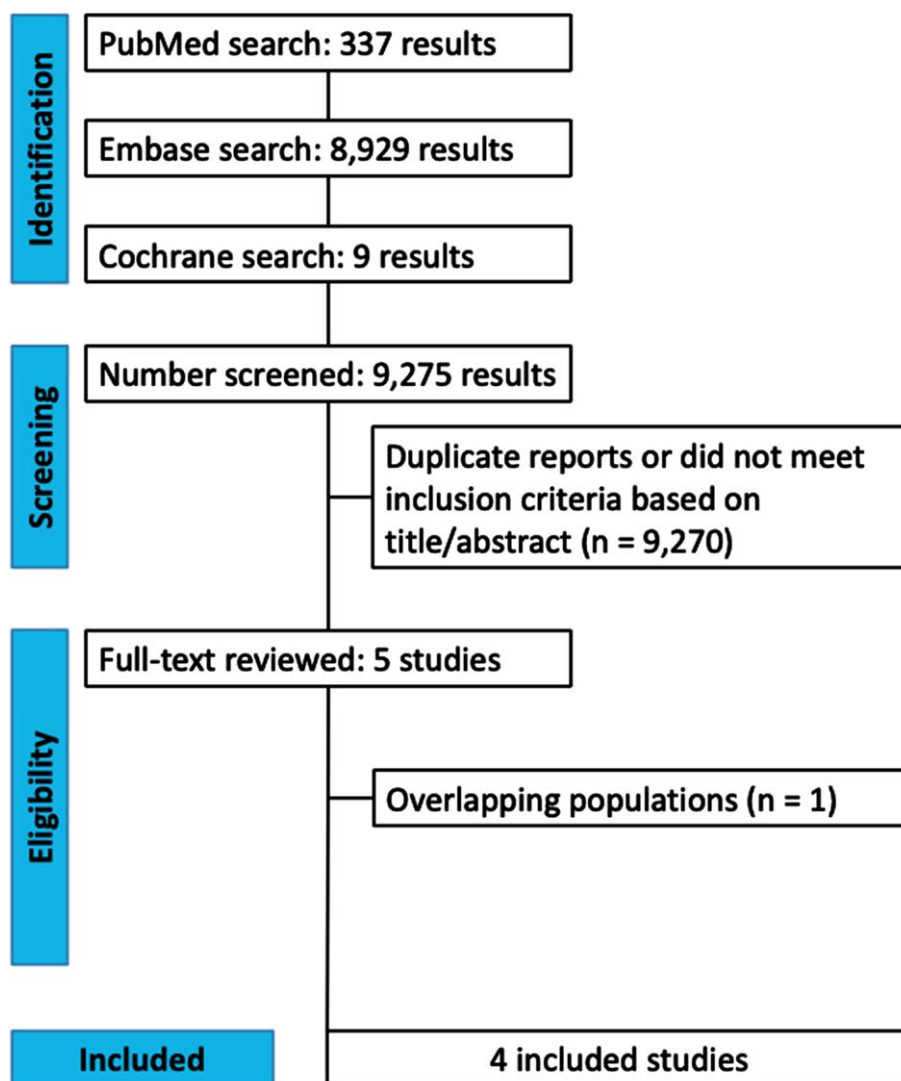 Identification
PubMed search: 337 results
Embase search: 8,929 results
Cochrane search: 9 results
Screening
Number screened: 9,275 results
Duplicate reports or did not meet
inclusion criteria based on
title/abstract (n = 9,270)
Eligibility
Full-text reviewed: 5 studies
Overlapping populations (n = 1)
Included
4 included studies